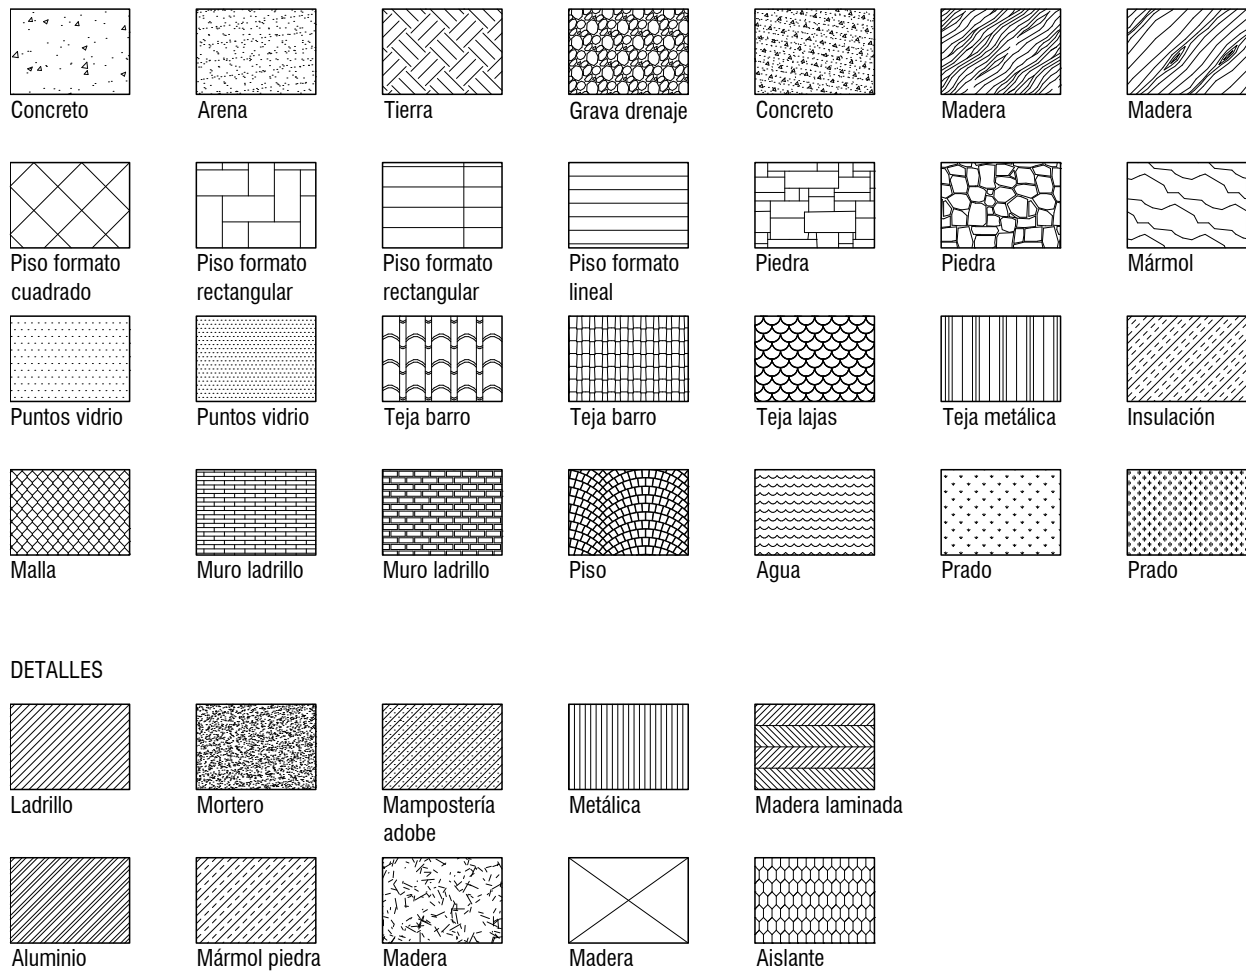 Concreto
Arena
Tierra
Grava drenaje
Concreto
Madera
Madera
Piso formato
cuadrado
Piso formato
rectangular
Piso formato
rectangular
Piso formato
lineal
Piedra
Piedra
Mármol
Puntos vidrio
Puntos vidrio
Teja barro
Teja barro
Teja lajas
Teja metálica
Insulación
Malla
Muro ladrillo
Muro ladrillo
Piso
Agua
Prado
Prado
DETALLES
Ladrillo
Mortero
Mampostería
adobe
Metálica
Madera laminada
Aluminio
Mármol piedra
Madera
Madera
Aislante